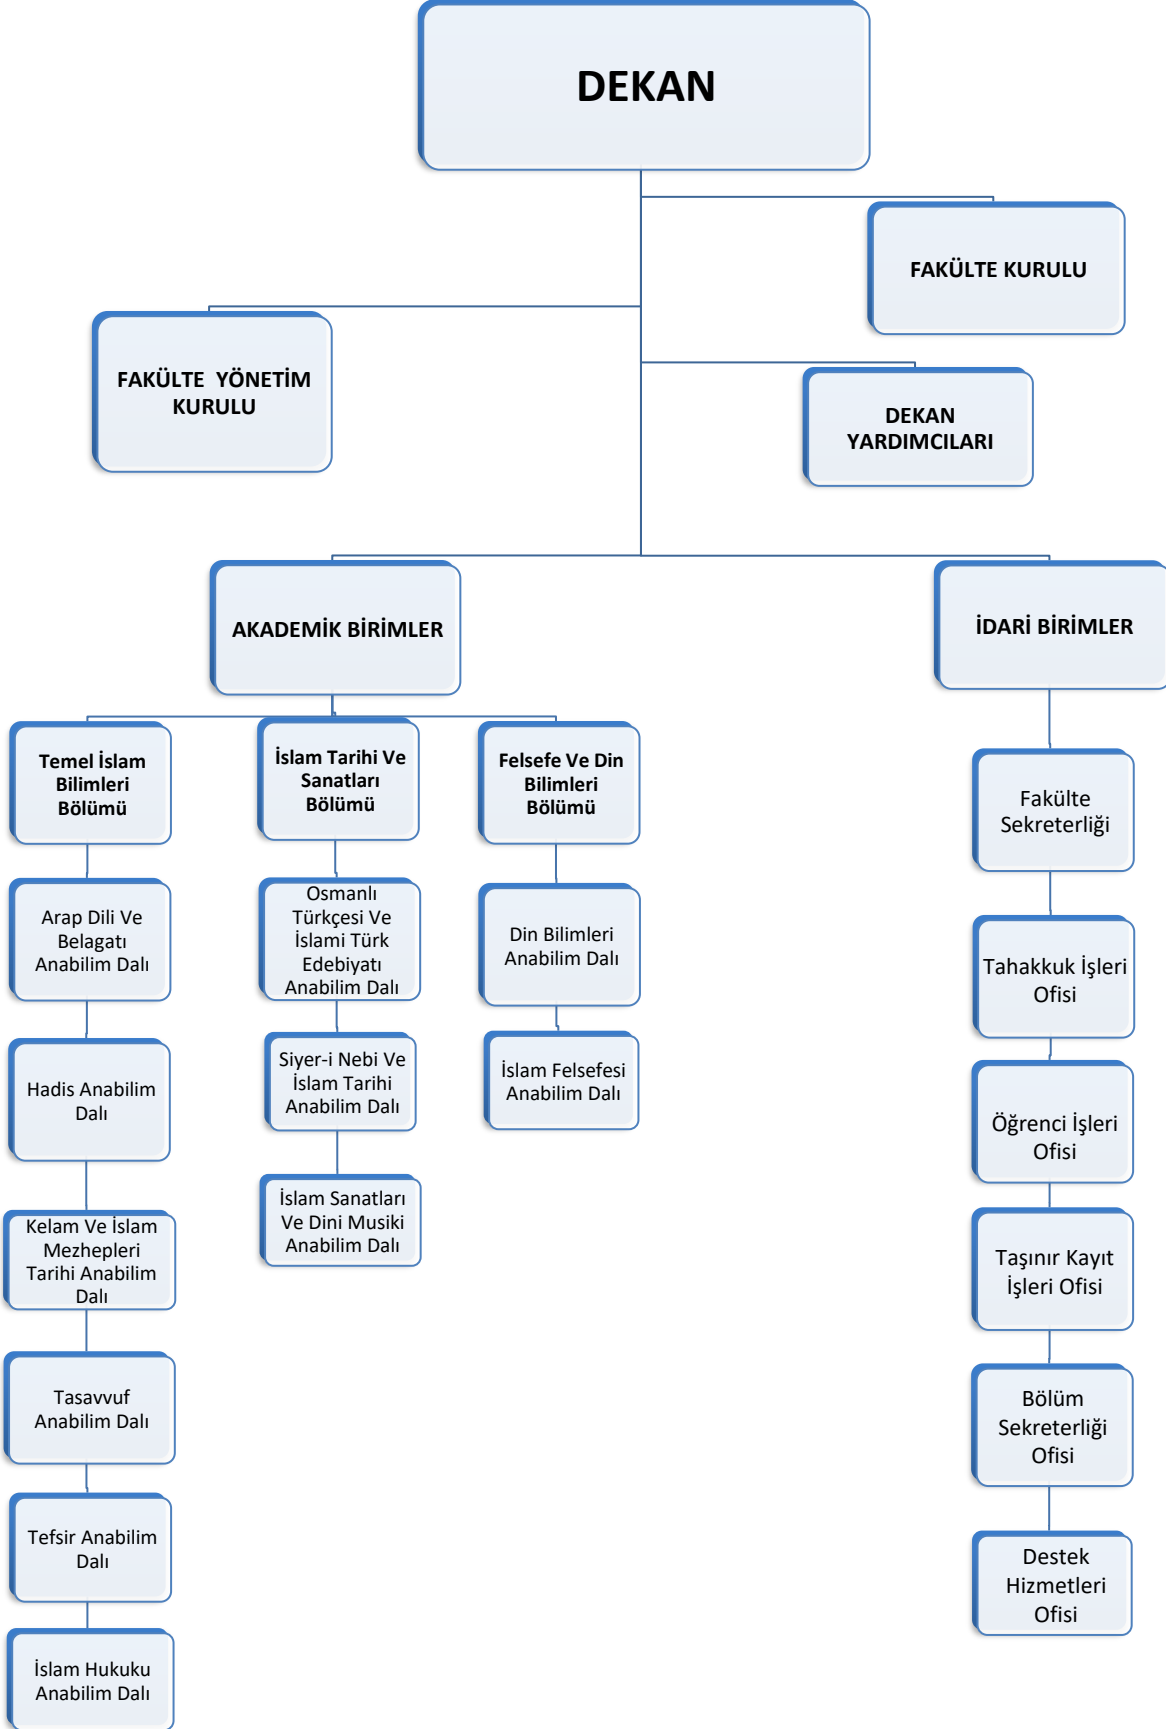 DEKAN
FAKÜLTE KURULU
FAKÜLTE  YÖNETİM
KURULU
DEKAN
YARDIMCILARI
AKADEMİK BİRİMLER
İDARİ BİRİMLER
Temel İslam
Bilimleri
Bölümü
Arap Dili Ve
Belagatı
Anabilim Dalı
Hadis Anabilim
Dalı
Kelam Ve İslam
Mezhepleri
Tarihi Anabilim
Dalı
Tasavvuf
Anabilim Dalı
Tefsir Anabilim
Dalı
İslam Hukuku
Anabilim Dalı
İslam Tarihi Ve
Sanatları
Bölümü
Osmanlı
Türkçesi Ve
İslami Türk
Edebiyatı
Anabilim Dalı
Siyer-i Nebi Ve
İslam Tarihi
Anabilim Dalı
İslam Sanatları
Ve Dini Musiki
Anabilim Dalı
Felsefe Ve Din
Bilimleri
Bölümü
Din Bilimleri
Anabilim Dalı
İslam Felsefesi
Anabilim Dalı
Fakülte
Sekreterliği
Tahakkuk İşleri
Ofisi
Öğrenci İşleri
Ofisi
Taşınır Kayıt
İşleri Ofisi
Bölüm
Sekreterliği
Ofisi
Destek
Hizmetleri
Ofisi